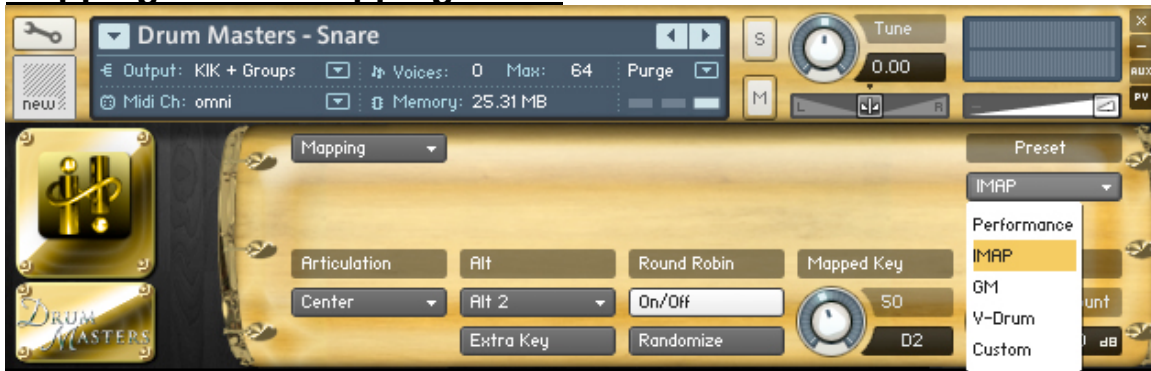 Drum Masters - Snare
Output: KIK + Groups
Voices: 0 Max: 64
Purge
Midi Ch: omni
Memory: 25.31 MB
new
S
M
Tune
0.00
L
R
AUX
PV
Mapping
Preset
IMAP
Performance
IMAP
GM
V-Drum
Custom
Articulation
Alt
Round Robin
Mapped Key
Center
Alt 2
On/Off
50
Extra Key
Randomize
D2
dB
DRUM
MASTERS